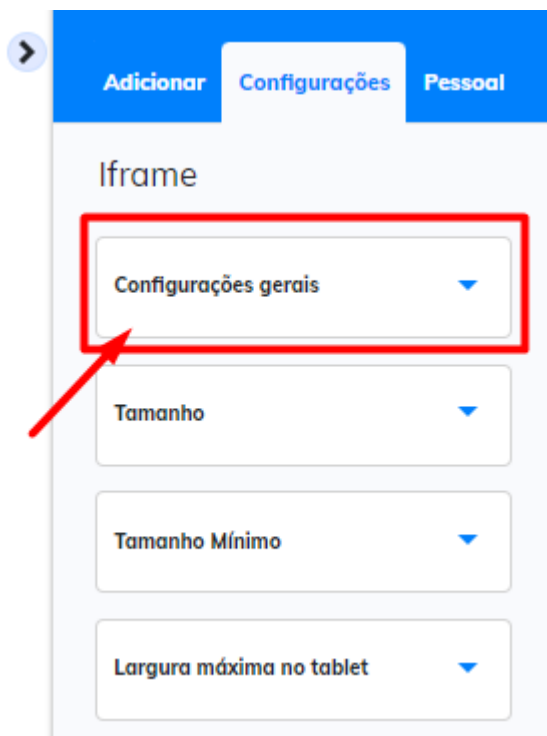 Adicionar Configurações Pessoal
Iframe
Configurações gerais
Tamanho
Tamanho Mínimo
Largura máxima no tablet